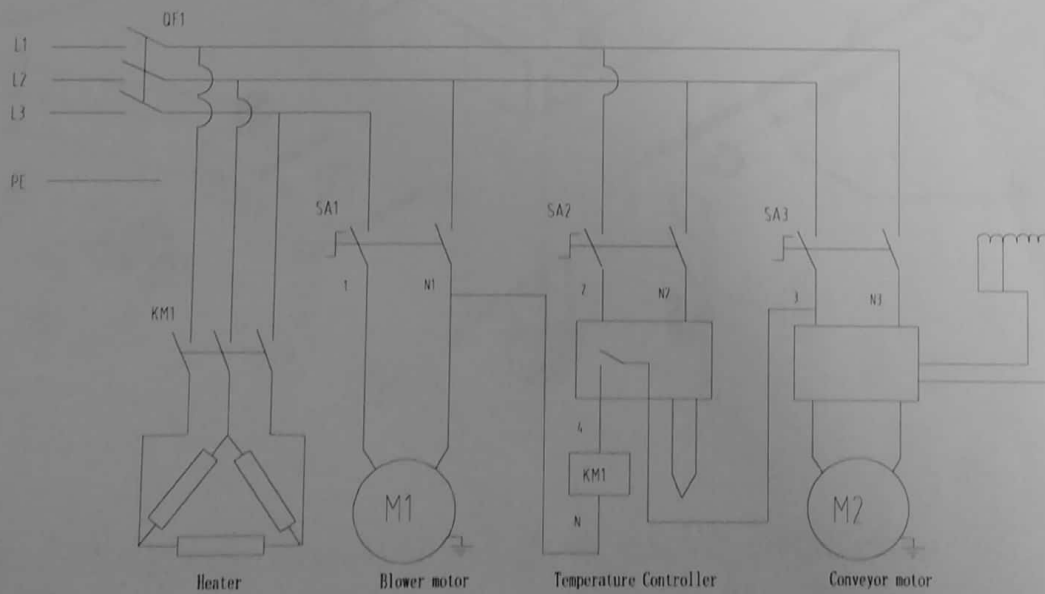 QF1
L1
L2
L3
PE
SA1
SA2
SA3
1
N1
2
N2
3
N3
KM1
4
KM1
N
M1
M2
Heater
Blower motor
Temperature Controller
Conveyor motor